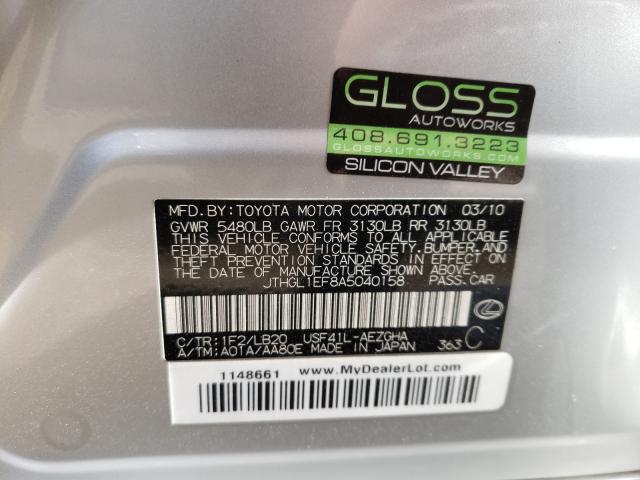 GLOSS
AUTOWORKS
408.691.3223
GLOSSAUTOWORKS.COM
SILICON VALLEY
MFD. BY: TOYOTA MOTOR CORPORATION 03/10
GVWR 5480LB GAWR FR 3130LB RR 3130LB
THIS VEHICLE CONFORMS TO ALL APPLICABLE
FEDERAL MOTOR VEHICLE SAFETY, BUMPER, AND
THEFT PREVENTION STANDARDS IN EFFECT ON
THE DATE OF MANUFACTURE SHOWN ABOVE.
JTHGL1EF8A5040158 PASS. CAR
C/TR: 1F2/LB20 USF41L-AEZGHA
A/TM: A01A/AA80E MADE IN JAPAN 363 C
1148661 www.MyDealerLot.com